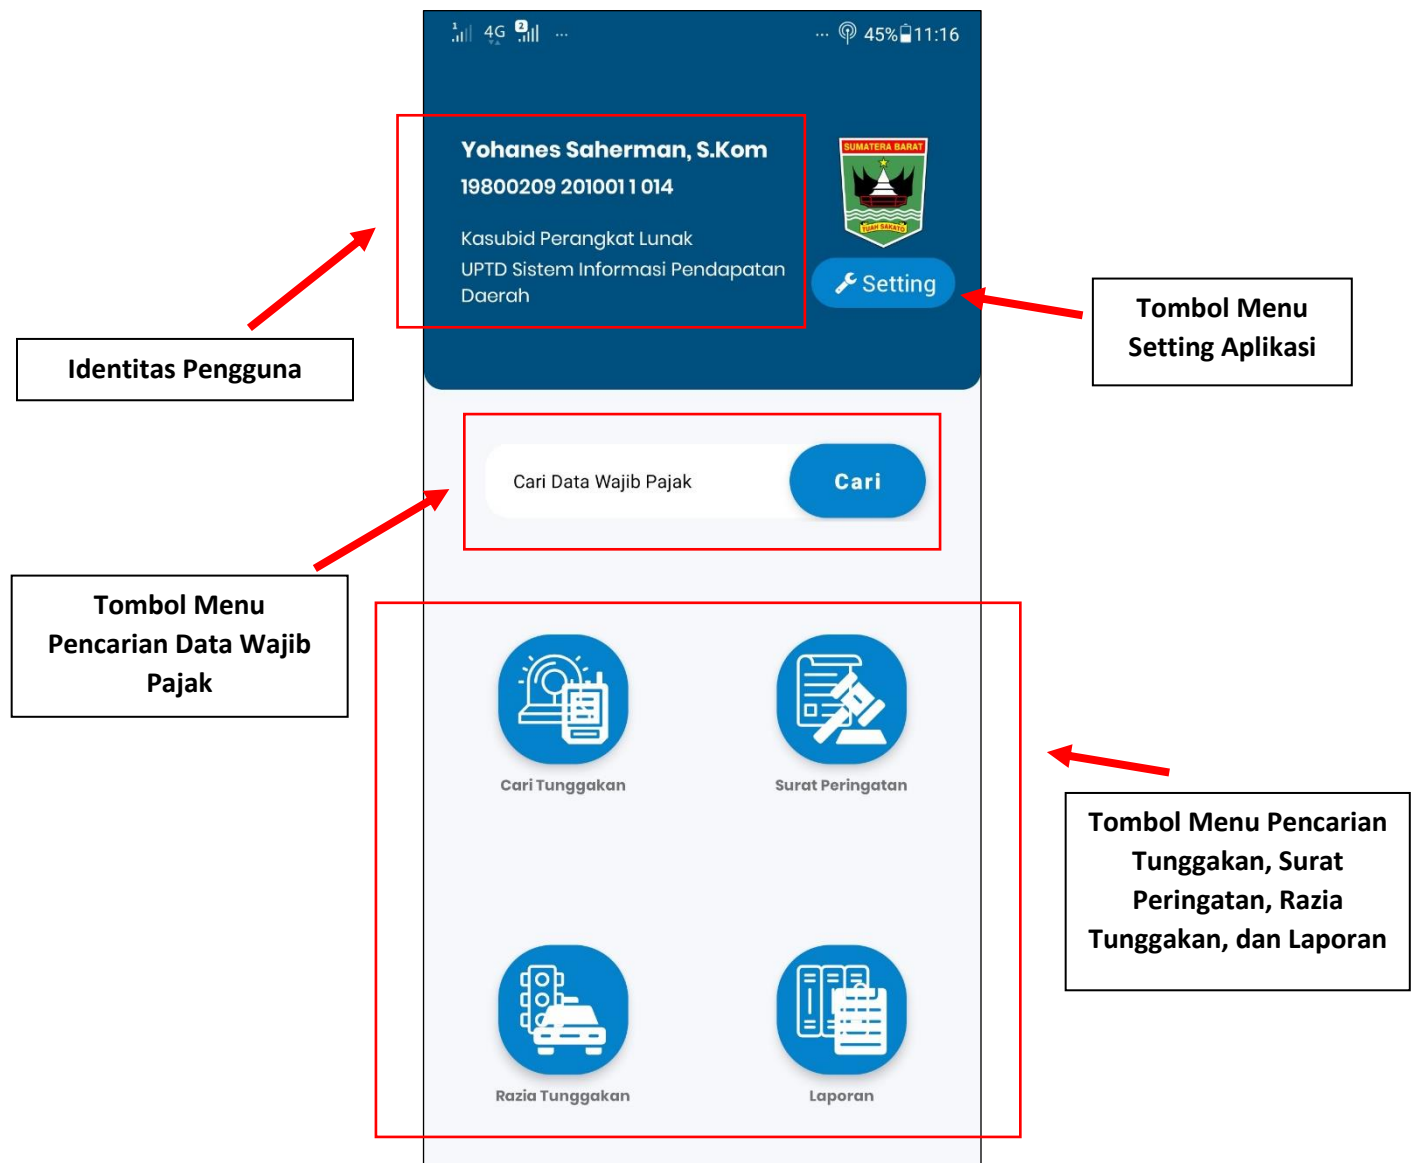 1 4G 2 ...
... 45% 11:16
Yohanes Saherman, S.Kom
19800209 201001 1 014
Kasubid Perangkat Lunak
UPTD Sistem Informasi Pendapatan
Daerah
SUMATERA BARAT
TUAH SAKATO
Setting
Tombol Menu
Setting Aplikasi
Identitas Pengguna
Cari Data Wajib Pajak
Cari
Tombol Menu
Pencarian Data Wajib
Pajak
Cari Tunggakan
Surat Peringatan
Tombol Menu Pencarian
Tunggakan, Surat
Peringatan, Razia
Tunggakan, dan Laporan
Razia Tunggakan
Laporan